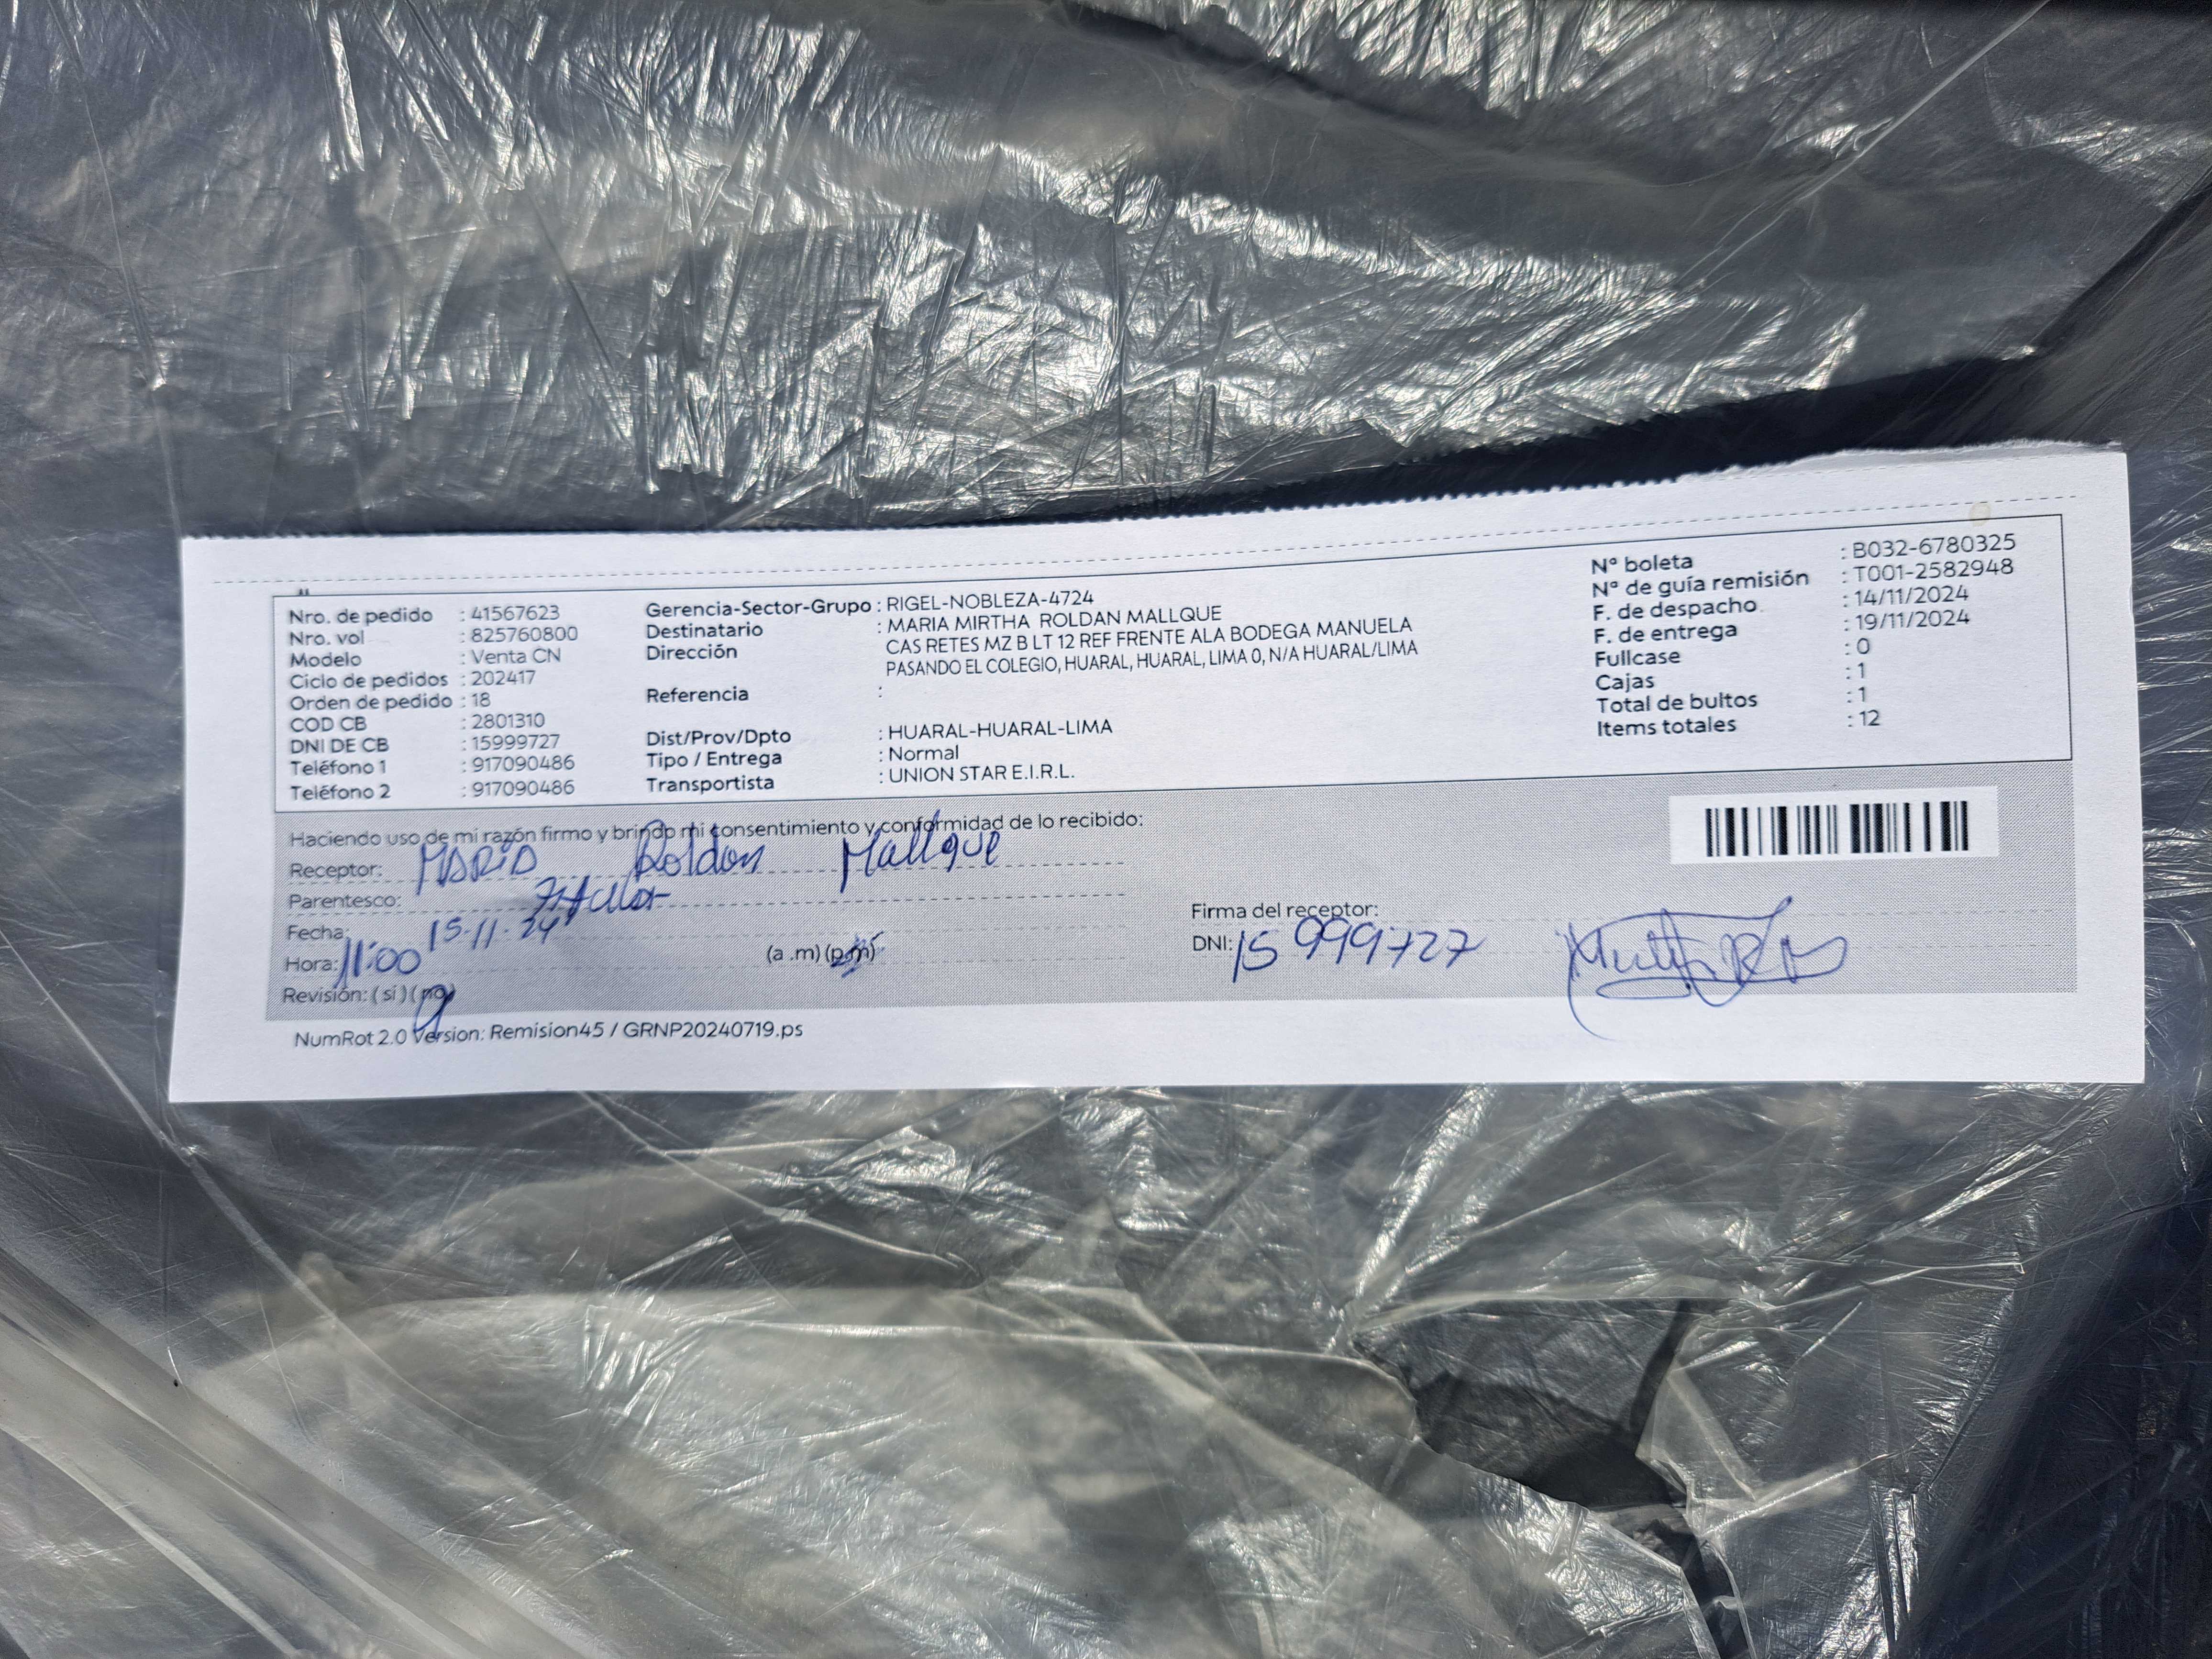 Nro. de pedido : 41567623
Nro. vol : 825760800
Modelo : Venta CN
Ciclo de pedidos : 202417
Orden de pedido : 18
COD CB : 2801310
DNI DE CB : 15999727
Teléfono 1 : 917090486
Teléfono 2 : 917090486
Gerencia-Sector-Grupo : RIGEL-NOBLEZA-4724
Destinatario : MARIA MIRTHA ROLDAN MALLQUE
Dirección CAS RETES MZ B LT 12 REF FRENTE ALA BODEGA MANUELA
PASANDO EL COLEGIO, HUARAL, HUARAL, LIMA 0, N/A HUARAL/LIMA
Referencia :
Dist/Prov/Dpto : HUARAL-HUARAL-LIMA
Tipo / Entrega : Normal
Transportista : UNION STAR E.I.R.L.
Nº boleta : B032-6780325
Nº de guía remisión : T001-2582948
F. de despacho : 14/11/2024
F. de entrega : 19/11/2024
Fullcase : 0
Cajas : 1
Total de bultos : 1
Items totales : 12
Haciendo uso de mi razón firmo y brindo mi consentimiento y conformidad de lo recibido:
Receptor: MARIA Roldan Mallque
Parentesco: Titular
Fecha: 15-11-24
Hora: 11:00 (a .m) (p.m)
Revisión: ( sí ) ( no )
Firma del receptor:
DNI: 15999727
NumRot 2.0 Version: Remision45 / GRNP20240719.ps